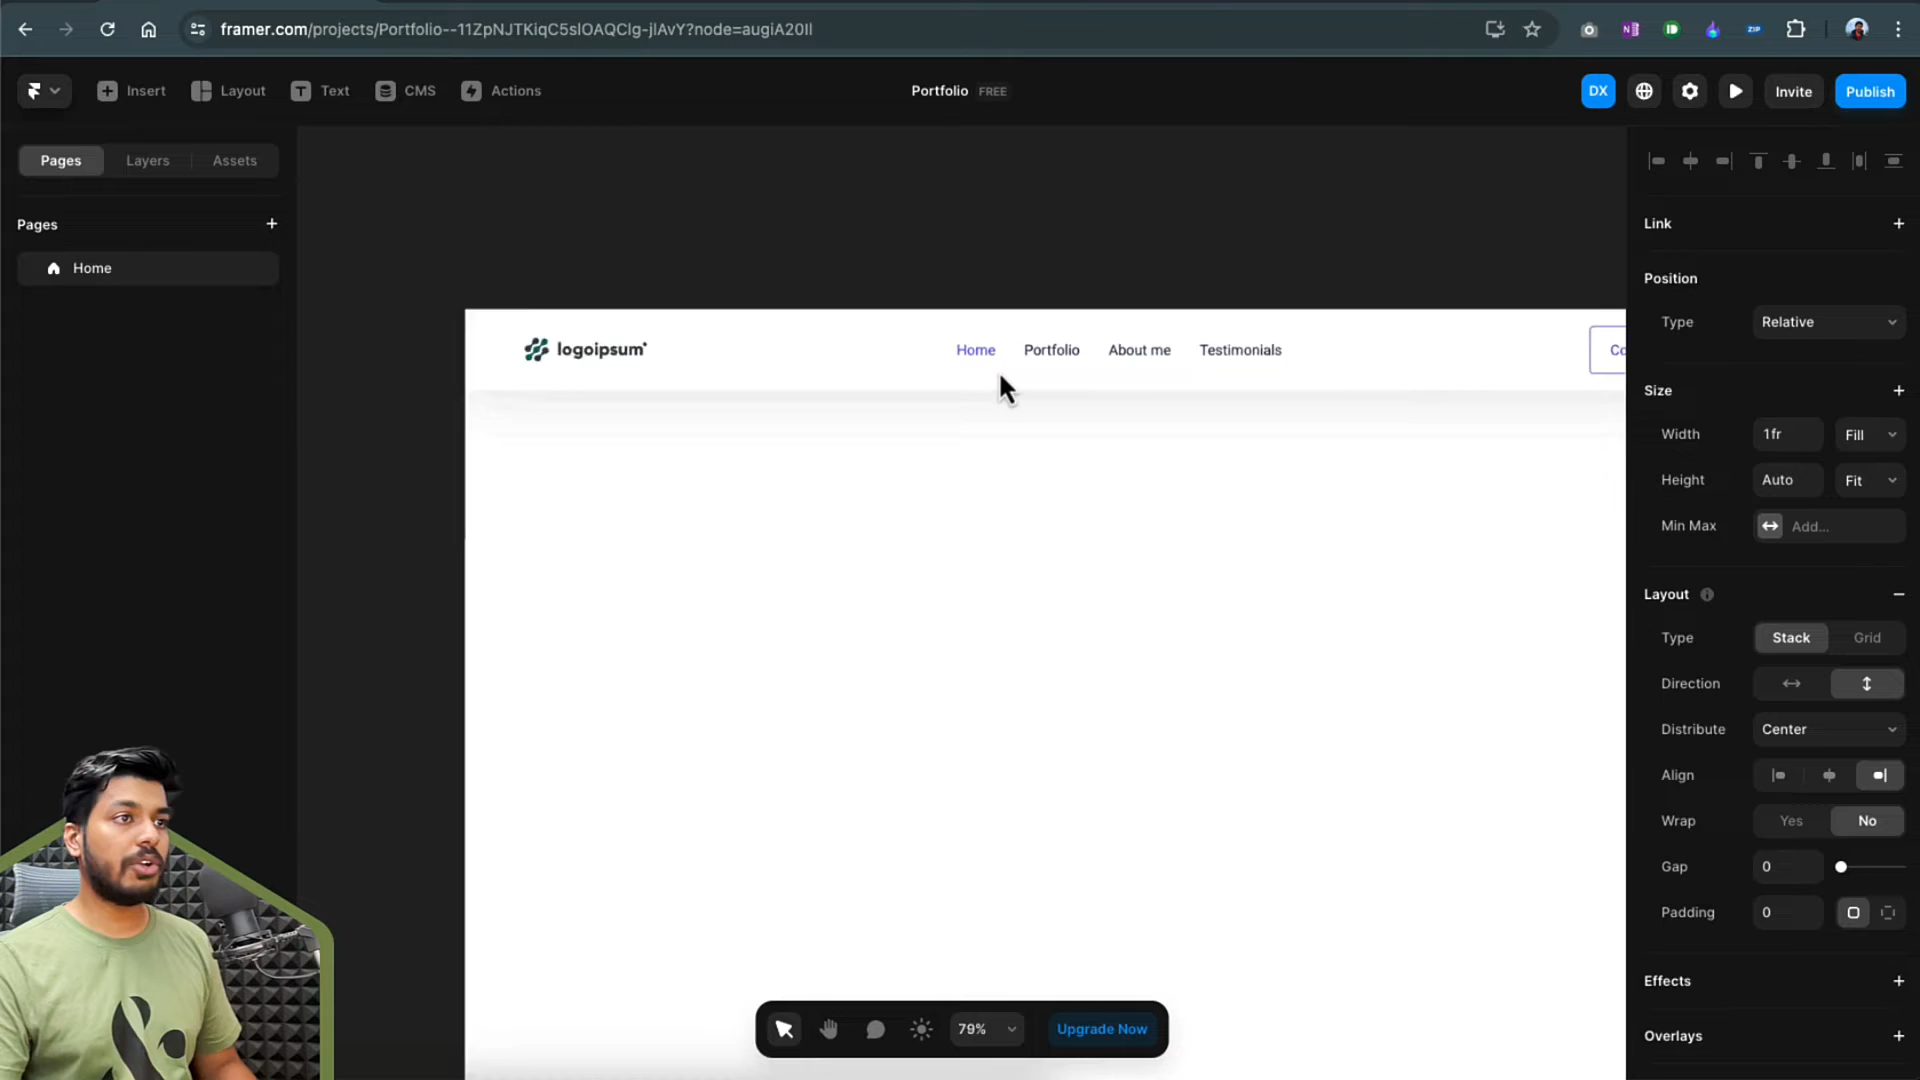 framer.com/projects/Portfolio--11ZpNJTKiqC5slOAQClg-jlAvY?node=augiA20Il
ZIP
Insert
Layout
Text
CMS
Actions
Portfolio FREE
DX
Invite
Publish
Pages
Layers
Assets
Pages
Home
logoipsum
Home
Portfolio
About me
Testimonials
Co
Link
Position
Type Relative
Size
Width 1fr Fill
Height Auto Fit
Min Max Add...
Layout
Type Stack Grid
Direction
Distribute Center
Align
Wrap Yes No
Gap 0
Padding 0
Effects
Overlays
79%
Upgrade Now